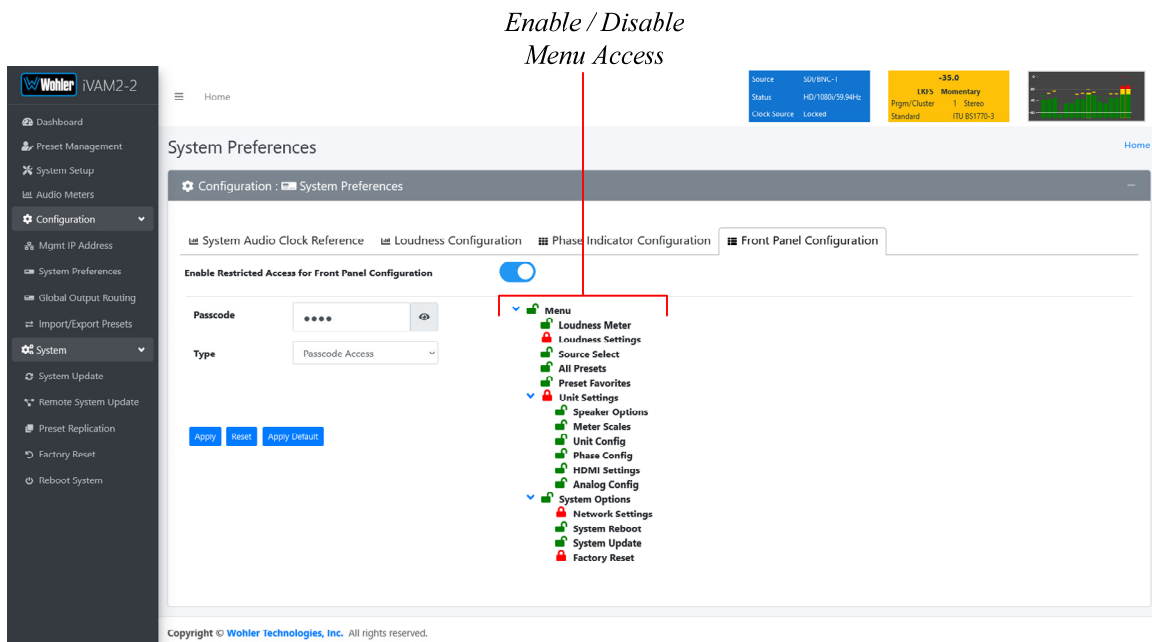 Enable / Disable
Menu Access
Wohler iVAM2-2
Dashboard
Preset Management
System Setup
Audio Meters
Configuration
Mgmt IP Address
System Preferences
Global Output Routing
Import/Export Presets
System
System Update
Remote System Update
Preset Replication
Factory Reset
Reboot System
Home
Source SDI/BNC-1
Status HD/1080i/59.94Hz
Clock Source Locked
-35.0
LKFS Momentary
Prgm/Cluster 1 Stereo
Standard ITU BS1770-3
System Preferences
Home
Configuration : System Preferences
System Audio Clock Reference Loudness Configuration Phase Indicator Configuration Front Panel Configuration
Enable Restricted Access for Front Panel Configuration
Passcode
Type Passcode Access
Apply Reset Apply Default
Menu
Loudness Meter
Loudness Settings
Source Select
All Presets
Preset Favorites
Unit Settings
Speaker Options
Meter Scales
Unit Config
Phase Config
HDMI Settings
Analog Config
System Options
Network Settings
System Reboot
System Update
Factory Reset
Copyright © Wohler Technologies, Inc. All rights reserved.